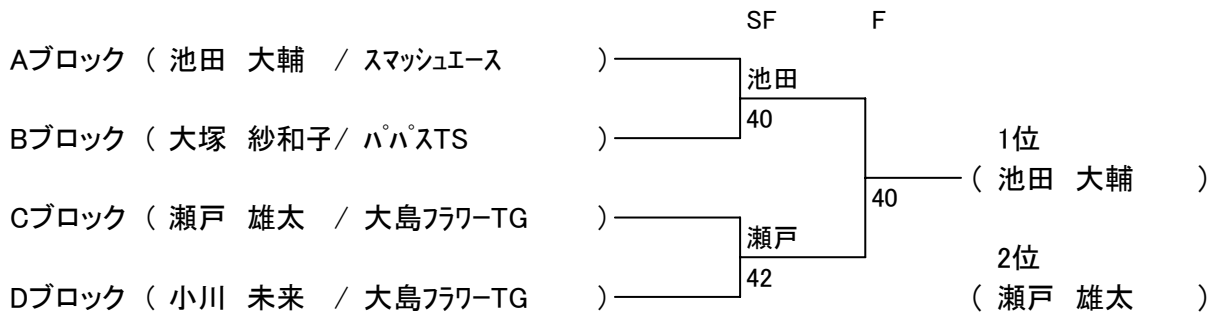 SF F
Aブロック ( 池田 大輔 / ｽﾏｯｼｭｴｰｽ )
池田
40
Bブロック ( 大塚 紗和子/ ﾊﾟﾊﾟｽTS )
1位
( 池田 大輔 )
40
Cブロック ( 瀬戸 雄太 / 大島ﾌﾗﾜｰTG )
瀬戸
42
2位
Dブロック ( 小川 未来 / 大島ﾌﾗﾜｰTG )
( 瀬戸 雄太 )